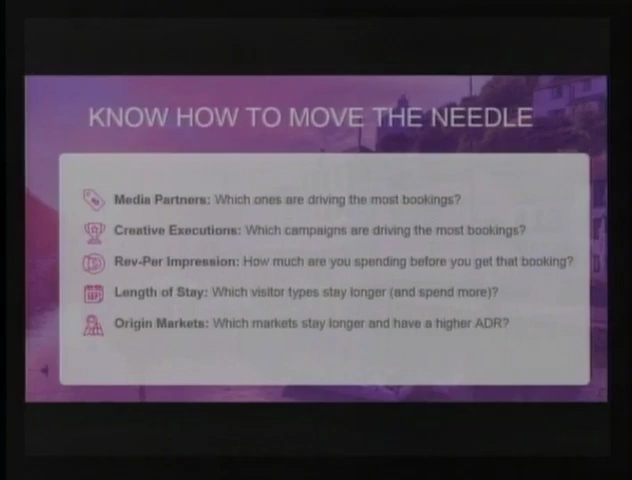 KNOW HOW TO MOVE THE NEEDLE
Media Partners: Which ones are driving the most bookings?
Creative Executions: Which campaigns are driving the most bookings?
Rev-Per Impression: How much are you spending before you get that booking?
Length of Stay: Which visitor types stay longer (and spend more)?
Origin Markets: Which markets stay longer and have a higher ADR?